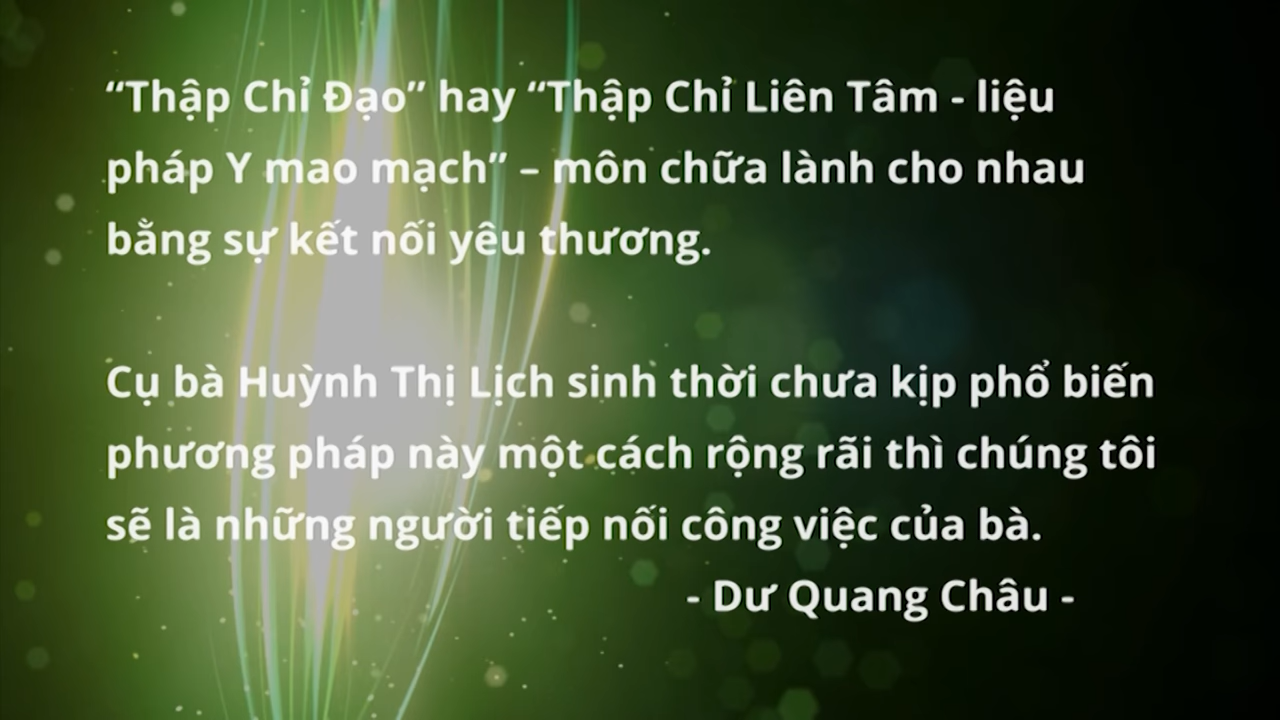 “Thập Chỉ Đạo” hay “Thập Chỉ Liên Tâm - liệu
pháp Y mao mạch” – môn chữa lành cho nhau
bằng sự kết nối yêu thương.
Cụ bà Huỳnh Thị Lịch sinh thời chưa kịp phổ biến
phương pháp này một cách rộng rãi thì chúng tôi
sẽ là những người tiếp nối công việc của bà.
- Dư Quang Châu -